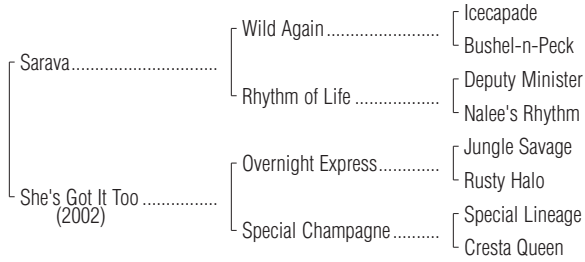 Icecapade
Wild Again
Bushel-n-Peck
Sarava
Deputy Minister
Rhythm of Life
Nalee's Rhythm
Jungle Savage
Overnight Express
Rusty Halo
She's Got It Too
(2002)
Special Lineage
Special Champagne
Cresta Queen